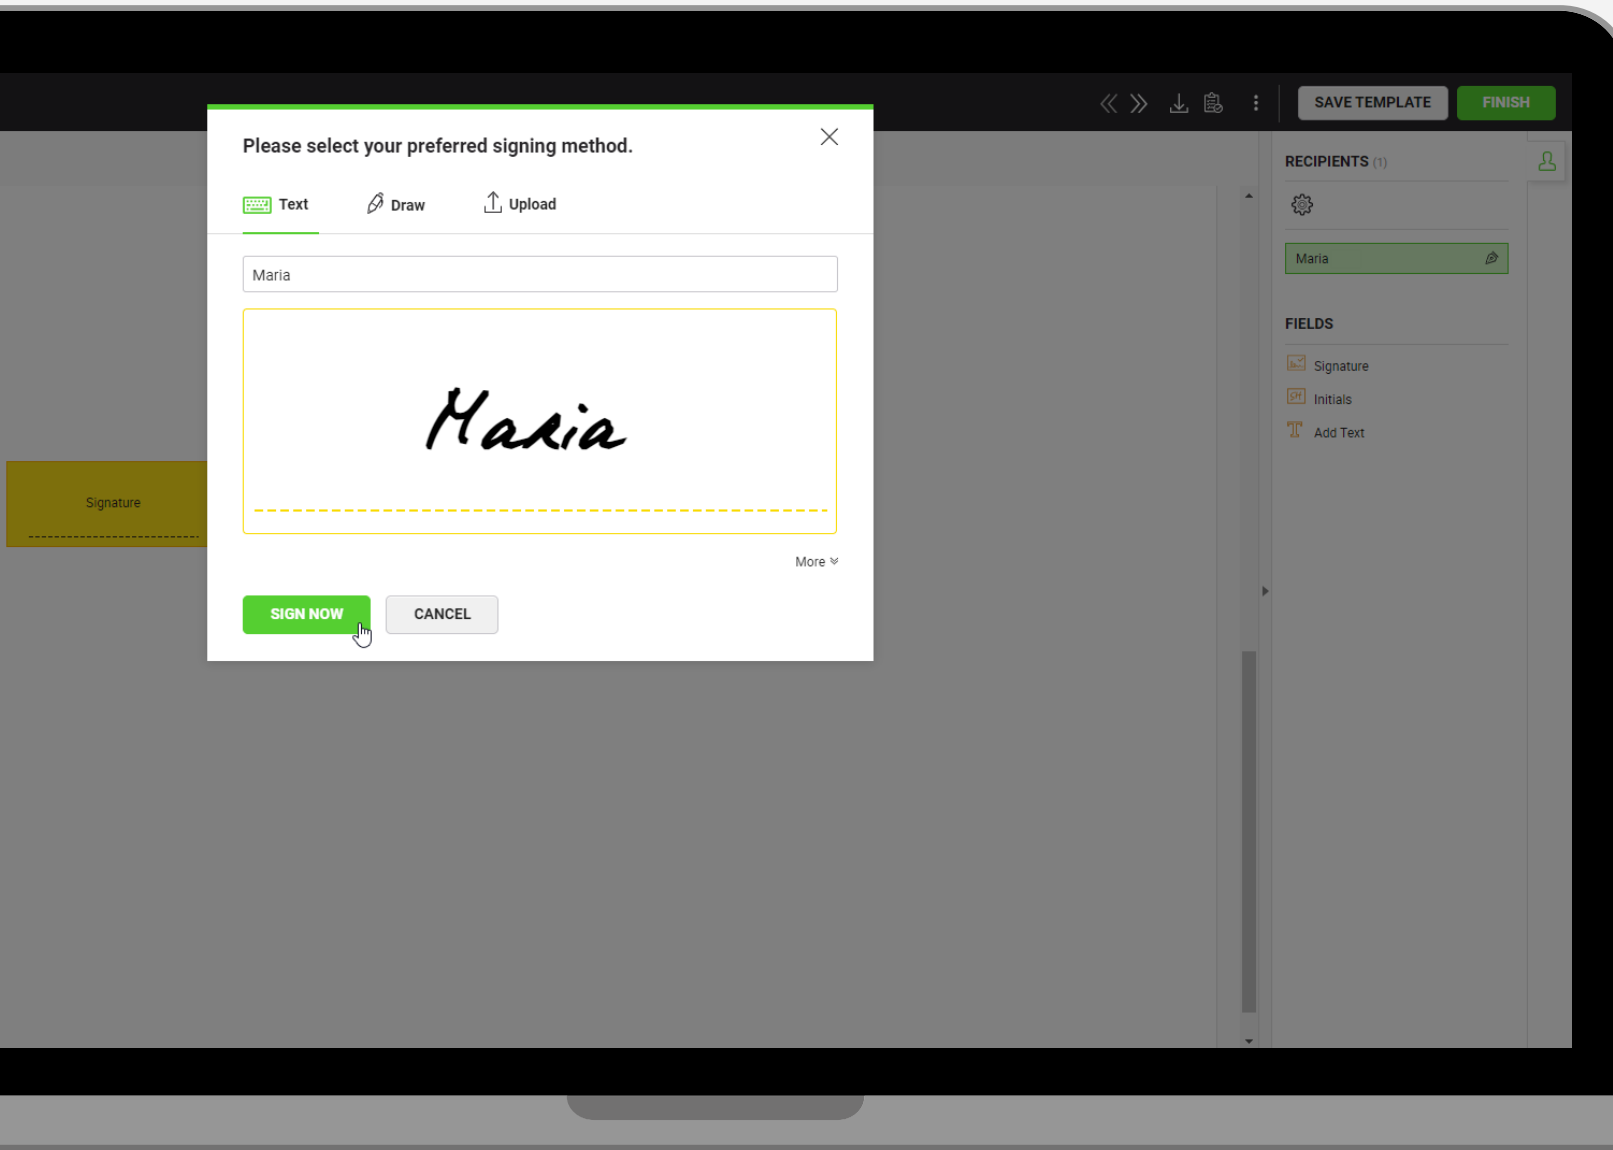 SAVE TEMPLATE
FINISH
Please select your preferred signing method.
Text
Draw
Upload
Maria
Maria
More
SIGN NOW
CANCEL
Signature
RECIPIENTS (1)
Maria
FIELDS
Signature
Initials
Add Text